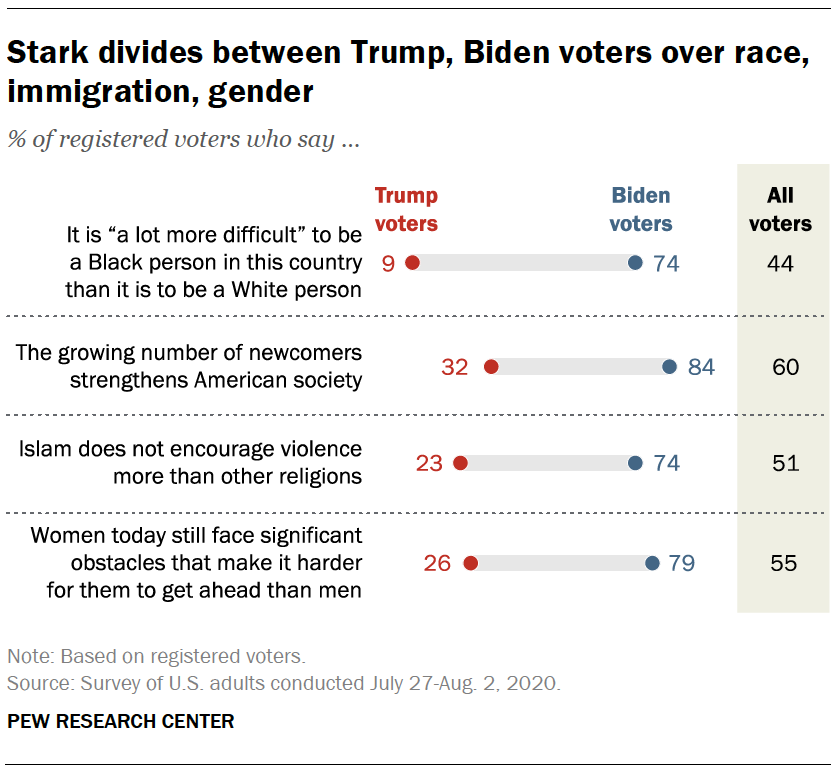 Stark divides between Trump, Biden voters over race,
immigration, gender
% of registered voters who say ...
Trump
voters
Biden
voters
All
voters
It is “a lot more difficult” to be
a Black person in this country
than it is to be a White person
9
74
44
The growing number of newcomers
strengthens American society
32
84
60
Islam does not encourage violence
more than other religions
23
74
51
Women today still face significant
obstacles that make it harder
for them to get ahead than men
26
79
55
Note: Based on registered voters.
Source: Survey of U.S. adults conducted July 27-Aug. 2, 2020.
PEW RESEARCH CENTER